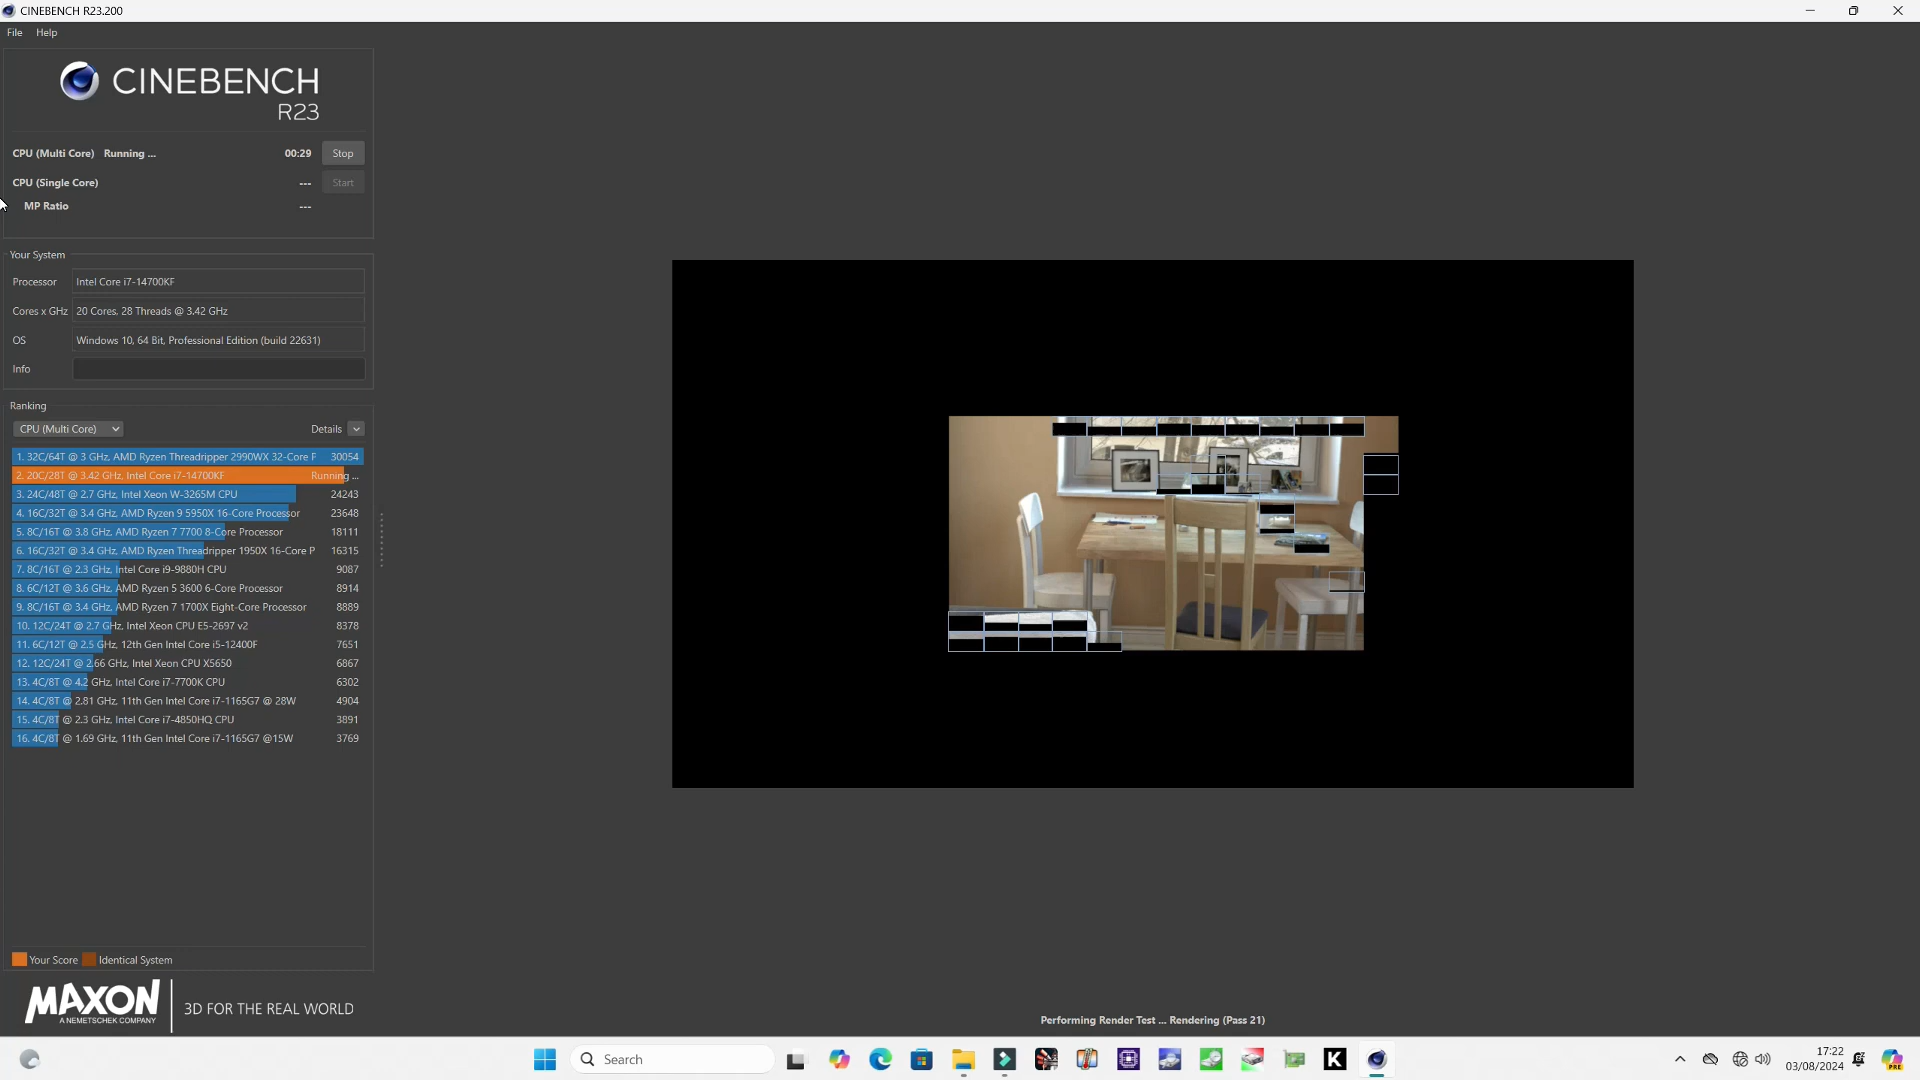 CINEBENCH R23.200
File Help
CINEBENCH
R23
CPU (Multi Core) Running ... 00:29 Stop
CPU (Single Core) --- Start
MP Ratio ---
Your System
Processor Intel Core i7-14700KF
Cores x GHz 20 Cores, 28 Threads @ 3.42 GHz
OS Windows 10, 64 Bit, Professional Edition (build 22631)
Info
Ranking
CPU (Multi Core) Details
1. 32C/64T @ 3 GHz, AMD Ryzen Threadripper 2990WX 32-Core P 30054
2. 20C/28T @ 3.42 GHz, Intel Core i7-14700KF Running ...
3. 24C/48T @ 2.7 GHz, Intel Xeon W-3265M CPU 24243
4. 16C/32T @ 3.4 GHz, AMD Ryzen 9 5950X 16-Core Processor 23648
5. 8C/16T @ 3.8 GHz, AMD Ryzen 7 7700 8-Core Processor 18111
6. 16C/32T @ 3.4 GHz, AMD Ryzen Threadripper 1950X 16-Core P 16315
7. 8C/16T @ 2.3 GHz, Intel Core i9-9880H CPU 9087
8. 6C/12T @ 3.6 GHz, AMD Ryzen 5 3600 6-Core Processor 8914
9. 8C/16T @ 3.4 GHz, AMD Ryzen 7 1700X Eight-Core Processor 8889
10. 12C/24T @ 2.7 GHz, Intel Xeon CPU E5-2697 v2 8378
11. 6C/12T @ 2.5 GHz, 12th Gen Intel Core i5-12400F 7651
12. 12C/24T @ 2.66 GHz, Intel Xeon CPU X5650 6867
13. 4C/8T @ 4.2 GHz, Intel Core i7-7700K CPU 6302
14. 4C/8T @ 2.81 GHz, 11th Gen Intel Core i7-1165G7 @ 28W 4904
15. 4C/8T @ 2.3 GHz, Intel Core i7-4850HQ CPU 3891
16. 4C/8T @ 1.69 GHz, 11th Gen Intel Core i7-1165G7 @15W 3769
Your Score Identical System
MAXON
A NEMETSCHEK COMPANY
3D FOR THE REAL WORLD
Performing Render Test ... Rendering (Pass 21)
Search
K
17:22
03/08/2024
PRE